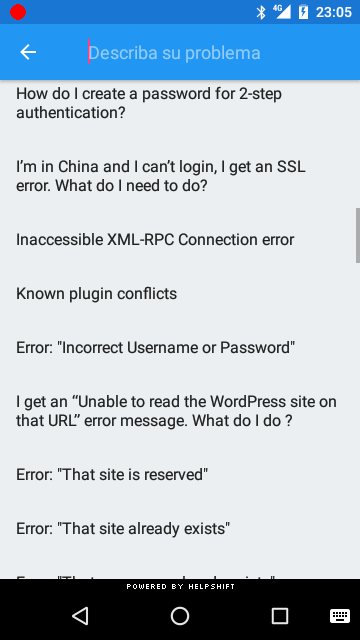 4G 23:05
Describa su problema
How do I create a password for 2-step
authentication?
I’m in China and I can’t login, I get an SSL
error. What do I need to do?
Inaccessible XML-RPC Connection error
Known plugin conflicts
Error: "Incorrect Username or Password"
I get an “Unable to read the WordPress site on
that URL” error message. What do I do ?
Error: "That site is reserved"
Error: "That site already exists"
POWERED BY HELPSHIFT